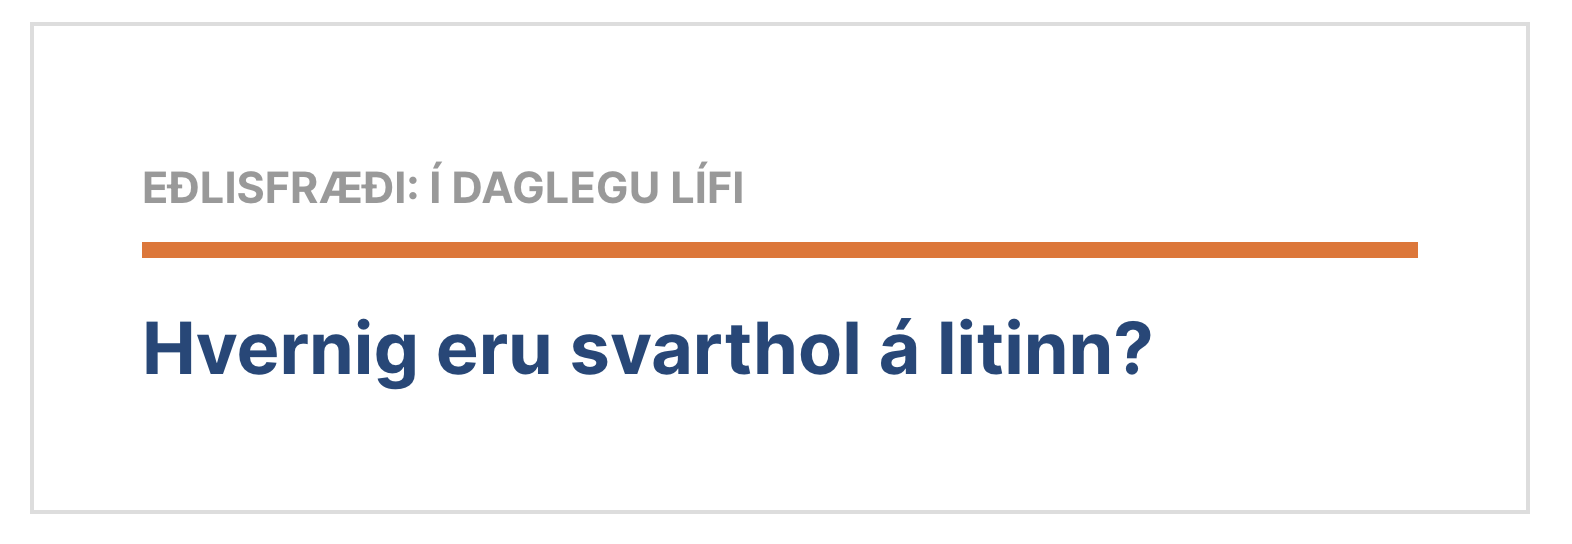 EÐLISFRÆÐI: Í DAGLEGU LÍFI
Hvernig eru svarthol á litinn?